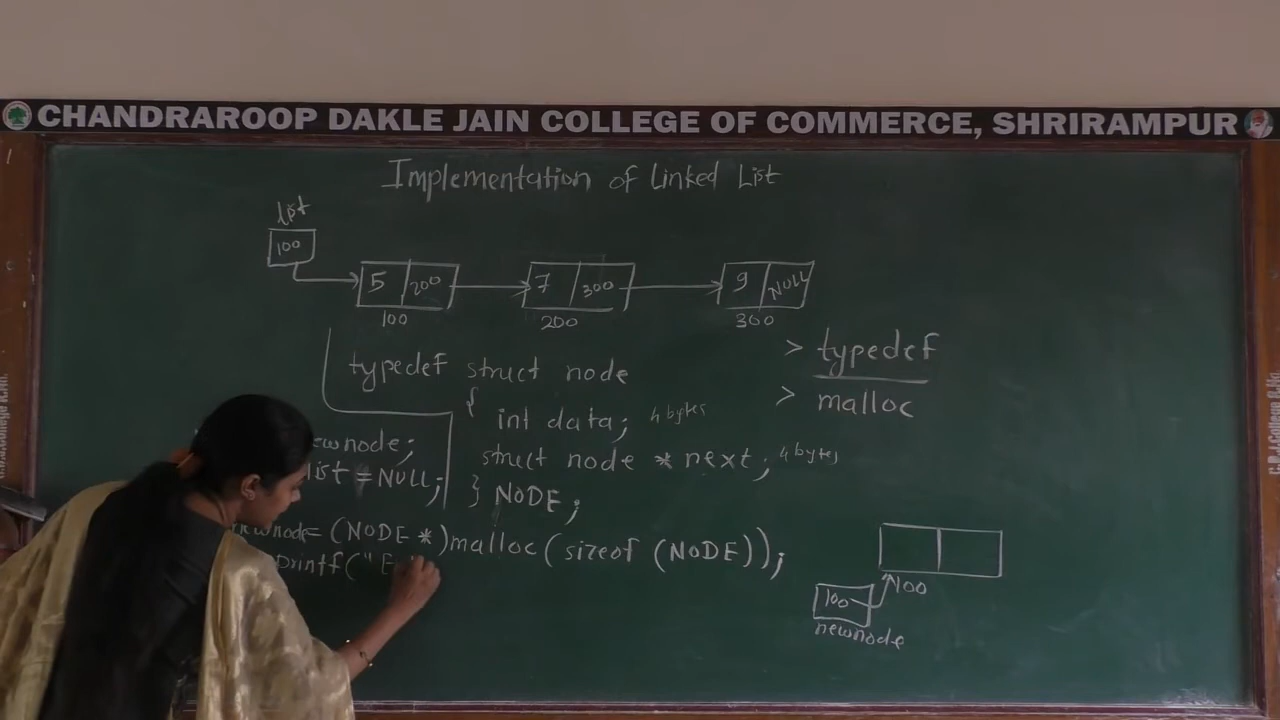 CHANDRAROOP DAKLE JAIN COLLEGE OF COMMERCE, SHRIRAMPUR
Implementation of Linked List
list
100
5 200
7 300
9 NULL
100
200
300
typedef struct node
{
int data; 4 bytes
struct node * next; 4 bytes
} NODE;
> typedef
> malloc
ewnode;
list = NULL;
newnode= (NODE *)malloc(sizeof (NODE));
printf("E
100
100
newnode